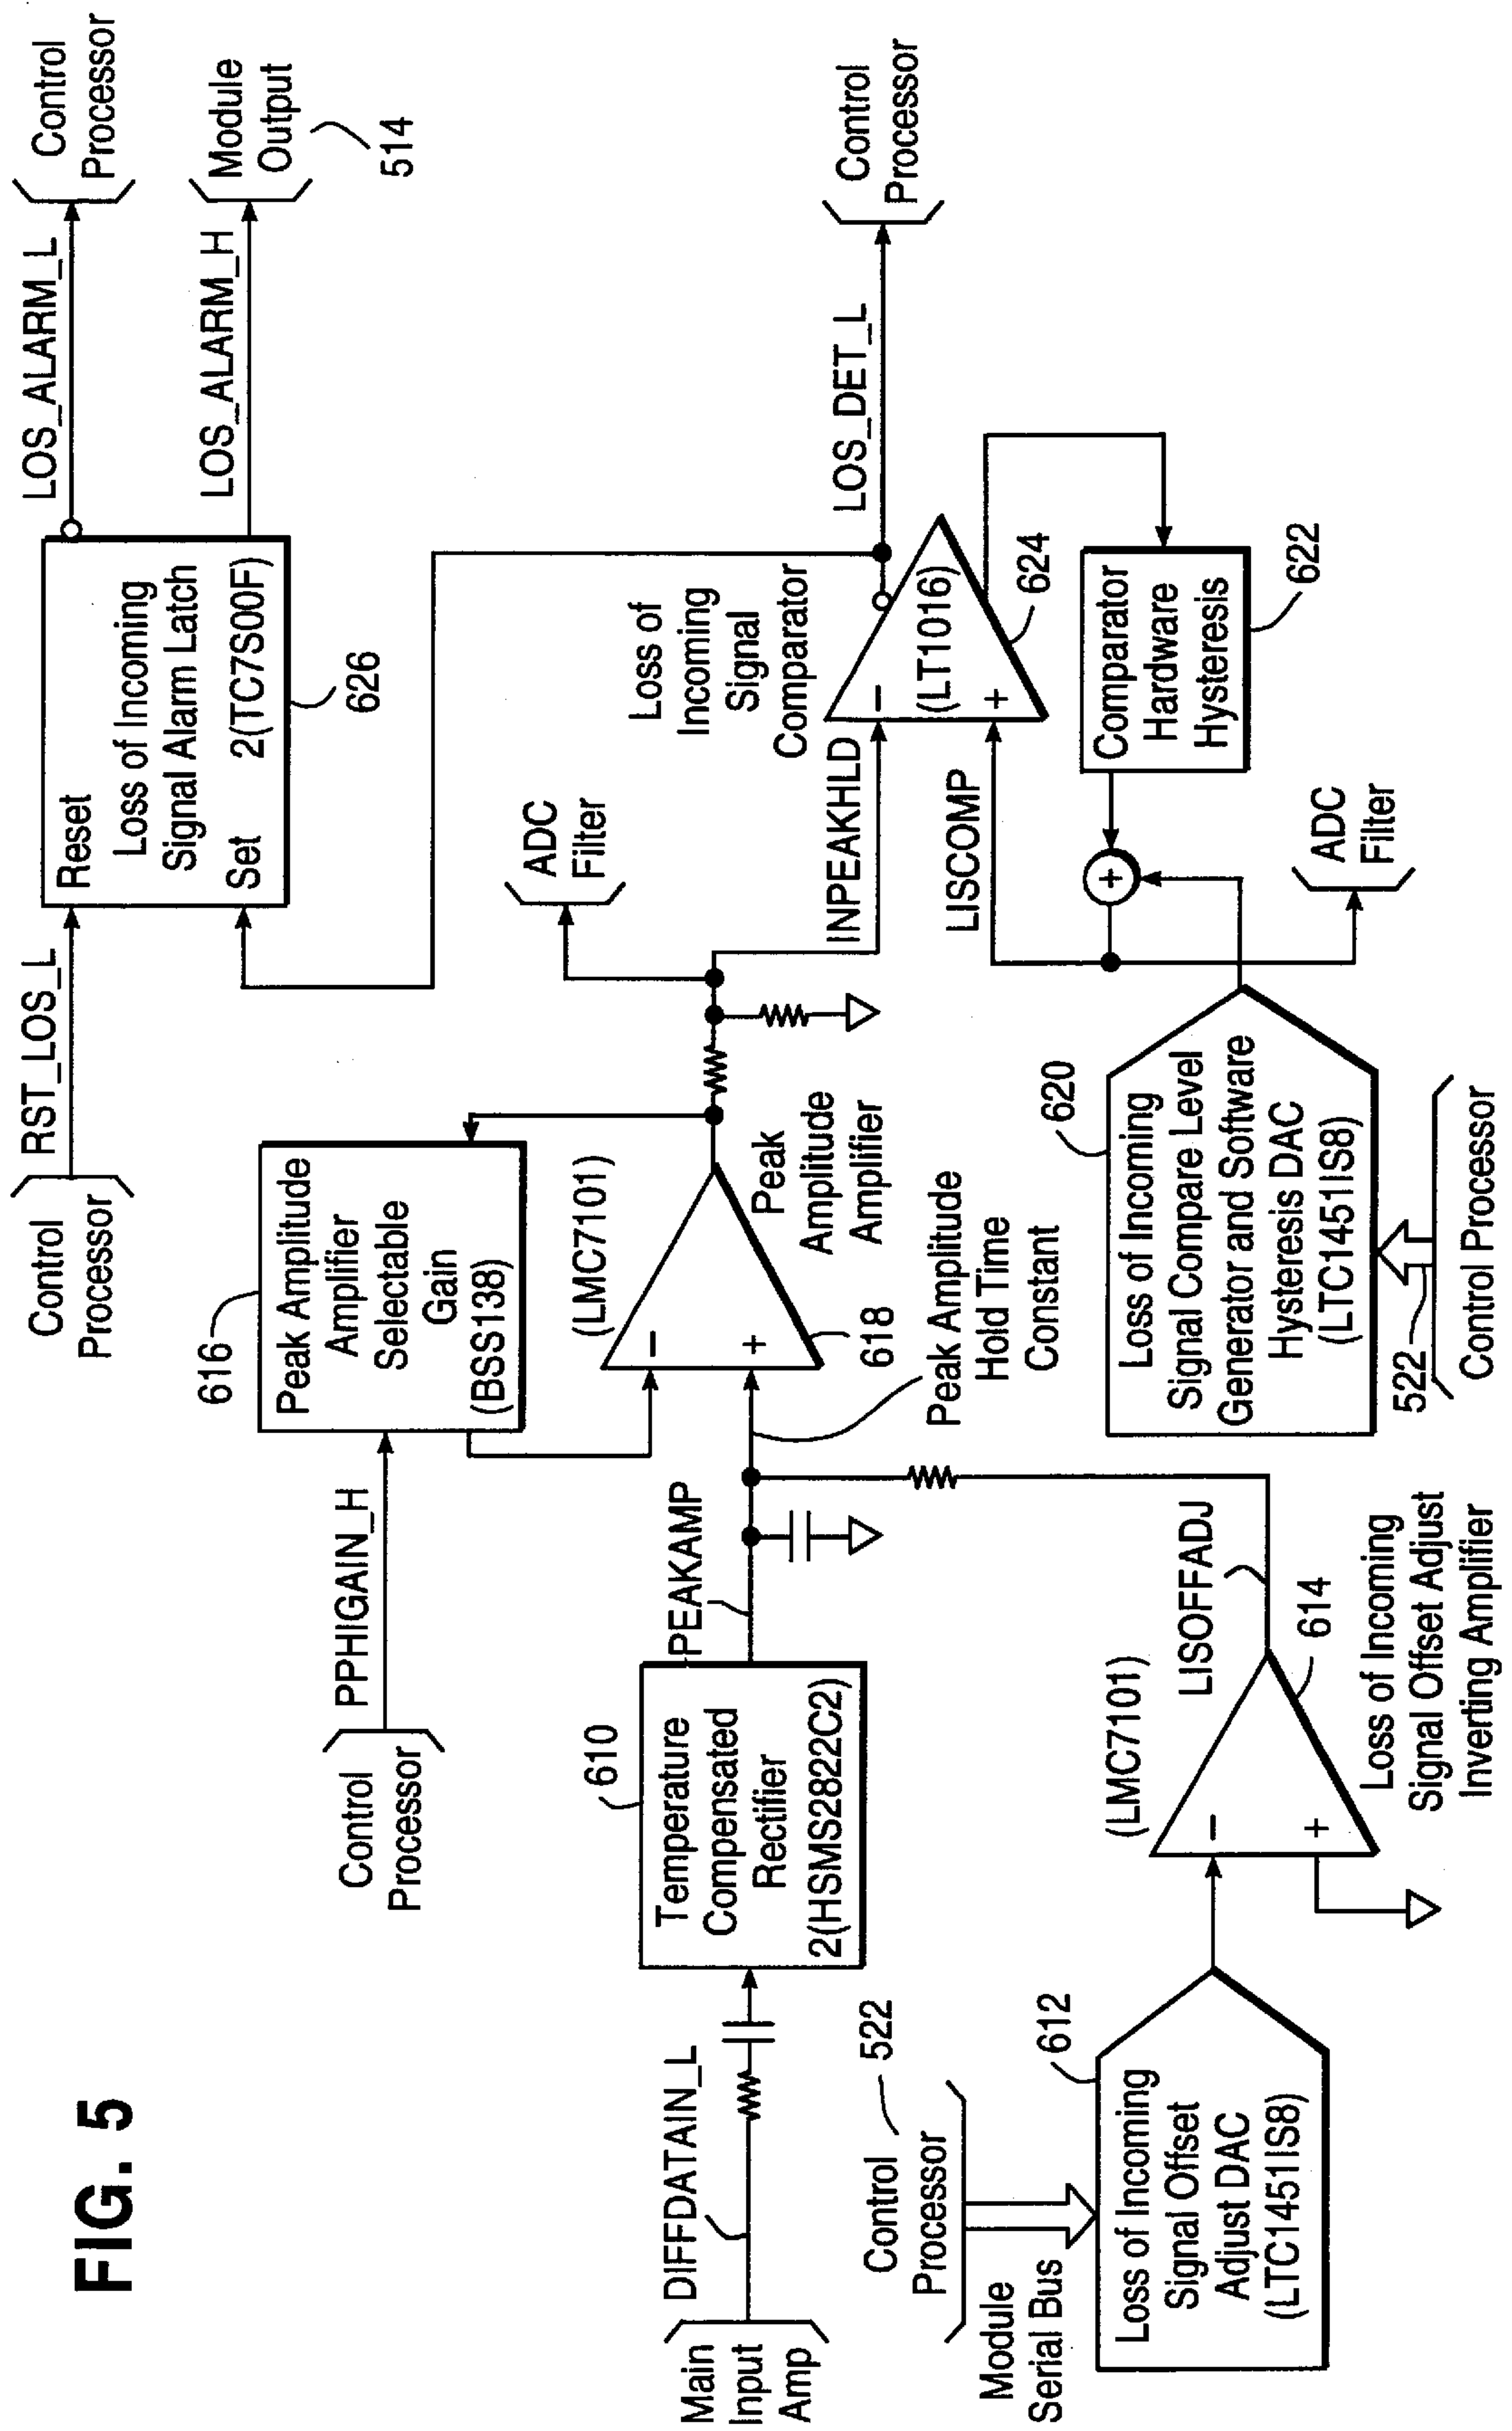 FIG. 5
Control
Processor
RST_LOS_L
Reset
Loss of Incoming
Signal Alarm Latch
Set 2(TC7S00F)
626
LOS_ALARM_L
Control
Processor
LOS_ALARM_H
Module
Output
514
Control
Processor
PPHIGAIN_H
616
Peak Amplitude
Amplifier
Selectable
Gain
(BSS138)
(LMC7101)
−
+
618
Peak
Amplitude
Amplifier
ADC
Filter
Main
Input
Amp
DIFFDATAIN_L
610
Temperature
Compensated
Rectifier
2(HSMS2822C2)
PEAKAMP
Peak Amplitude
Hold Time
Constant
INPEAKHLD
LISCOMP
Loss of
Incoming
Signal
Comparator
−
(LT1016)
+
624
LOS_DET_L
Control
Processor
Comparator
Hardware
Hysteresis
622
+
ADC
Filter
Control
Processor
522
Module
Serial Bus
612
Loss of Incoming
Signal Offset
Adjust DAC
(LTC1451IS8)
(LMC7101)
−
+
614
LISOFFADJ
Loss of Incoming
Signal Offset Adjust
Inverting Amplifier
620
Loss of Incoming
Signal Compare Level
Generator and Software
Hysteresis DAC
(LTC1451IS8)
522
Control Processor